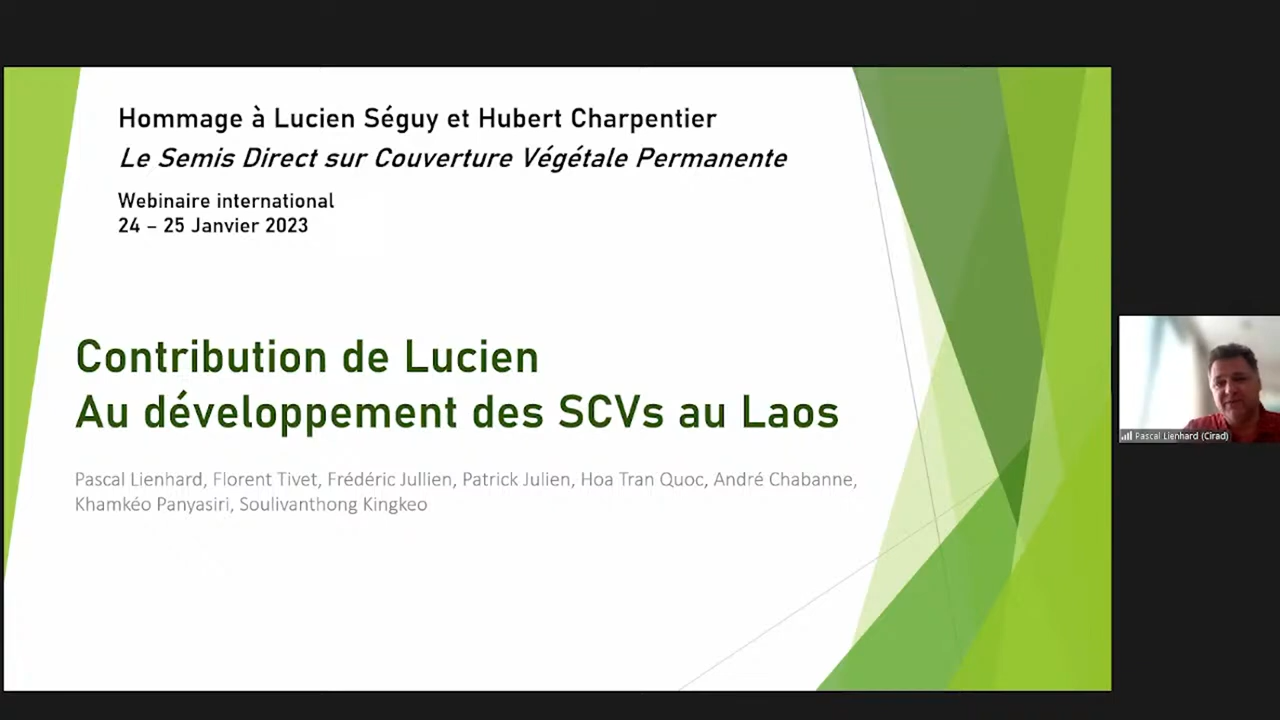 Hommage à Lucien Séguy et Hubert Charpentier
Le Semis Direct sur Couverture Végétale Permanente
Webinaire international
24 – 25 Janvier 2023
Contribution de Lucien
Au développement des SCVs au Laos
Pascal Lienhard, Florent Tivet, Frédéric Jullien, Patrick Julien, Hoa Tran Quoc, André Chabanne,
Khamkéo Panyasiri, Soulivanthong Kingkeo
Pascal Lienhard (Cirad)